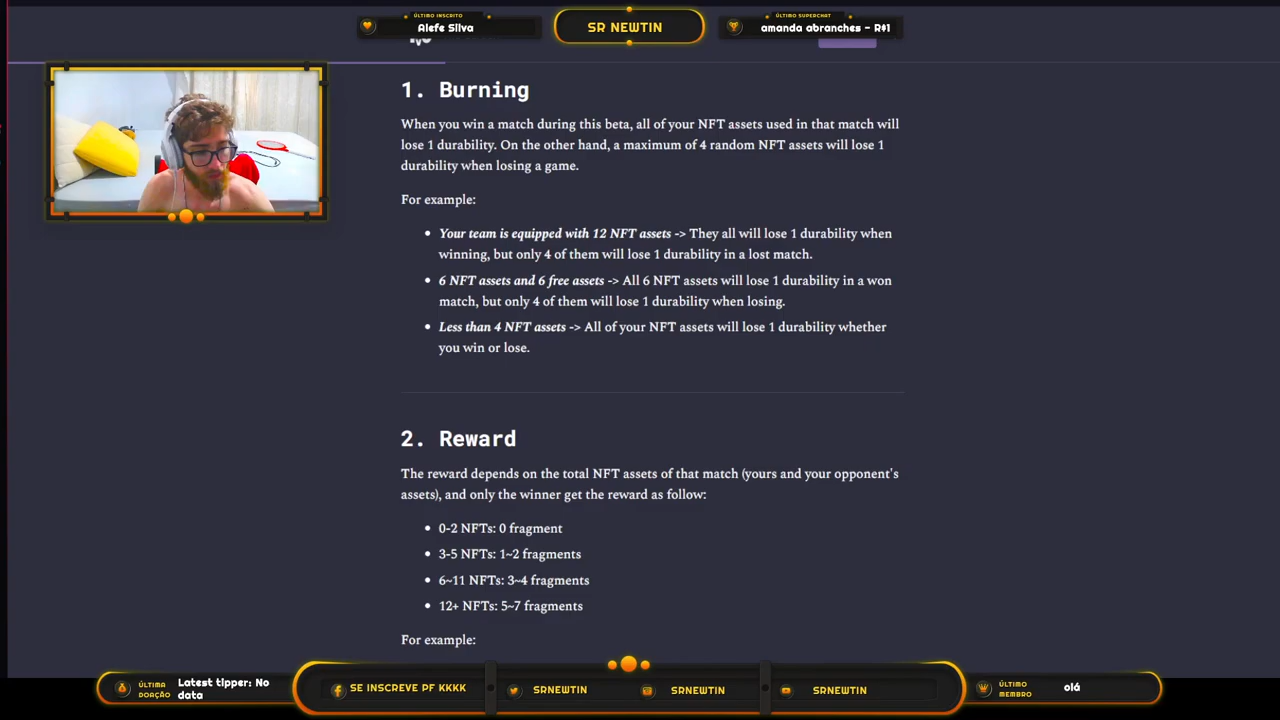 ÚLTIMO INSCRITO
Alefe Silva
SR NEWTIN
ÚLTIMO SUPERCHAT
amanda abranches - R$1
1. Burning
When you win a match during this beta, all of your NFT assets used in that match will
lose 1 durability. On the other hand, a maximum of 4 random NFT assets will lose 1
durability when losing a game.
For example:
• Your team is equipped with 12 NFT assets -> They all will lose 1 durability when
winning, but only 4 of them will lose 1 durability in a lost match.
• 6 NFT assets and 6 free assets -> All 6 NFT assets will lose 1 durability in a won
match, but only 4 of them will lose 1 durability when losing.
• Less than 4 NFT assets -> All of your NFT assets will lose 1 durability whether
you win or lose.
2. Reward
The reward depends on the total NFT assets of that match (yours and your opponent's
assets), and only the winner get the reward as follow:
• 0-2 NFTs: 0 fragment
• 3-5 NFTs: 1~2 fragments
• 6~11 NFTs: 3~4 fragments
• 12+ NFTs: 5~7 fragments
For example:
ÚLTIMA
DOAÇÃO
Latest tipper: No
data
SE INSCREVE PF KKKK
SRNEWTIN
SRNEWTIN
SRNEWTIN
ÚLTIMO
MEMBRO
olá